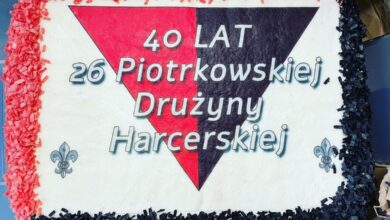 40 LAT
26 Piotrkowskiej
Drużyny
Harcerskiej